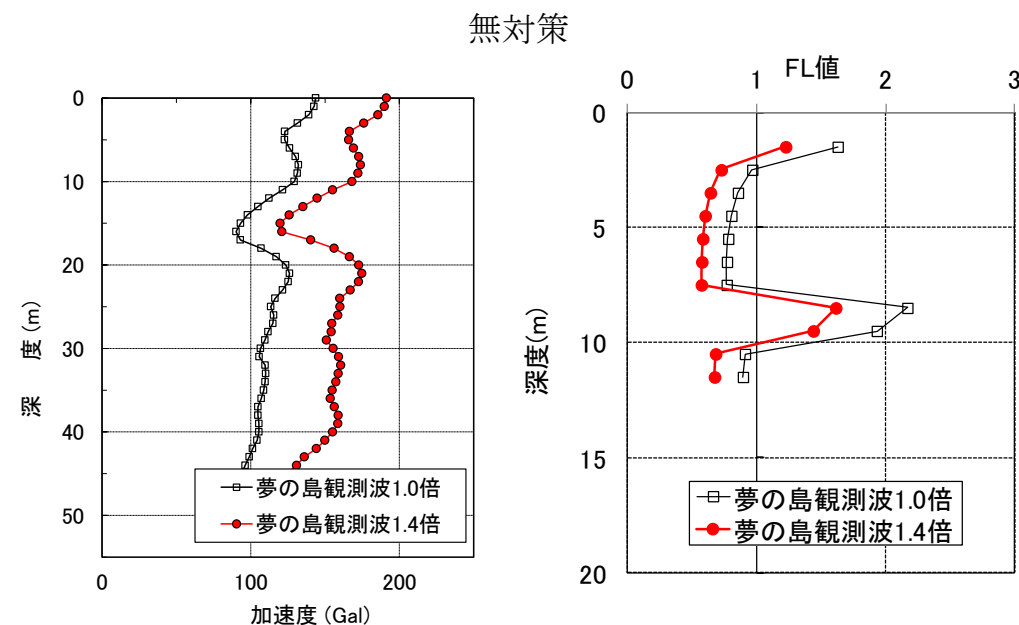 無対策
0
10
20
30
40
50
深 度 (m)
0 100 200
加速度 (Gal)
夢の島観測波1.0倍
夢の島観測波1.4倍
FL値
0 1 2 3
0
5
10
15
20
深度(m)
夢の島観測波1.0倍
夢の島観測波1.4倍